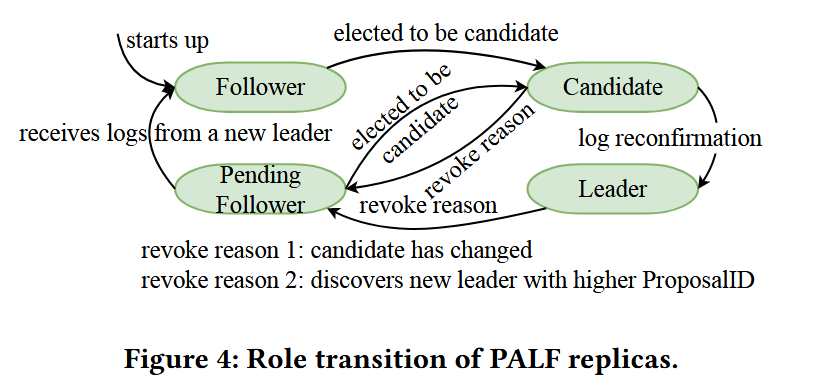 starts up
elected to be candidate
Follower
Candidate
elected to be
candidate
receives logs from a new leader
revoke reason
log reconfirmation
Pending
Follower
revoke reason
Leader
revoke reason 1: candidate has changed
revoke reason 2: discovers new leader with higher ProposalID
Figure 4: Role transition of PALF replicas.